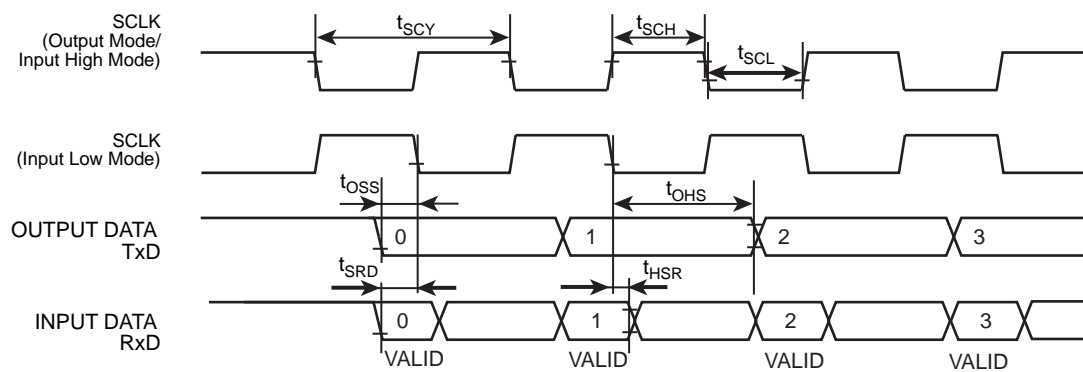 SCLK
(Output Mode/
Input High Mode)
tSCY
tSCH
tSCL
SCLK
(Input Low Mode)
tOSS
tOHS
OUTPUT DATA
TxD
0
1
2
3
tSRD
tHSR
INPUT DATA
RxD
0
1
2
3
VALID
VALID
VALID
VALID